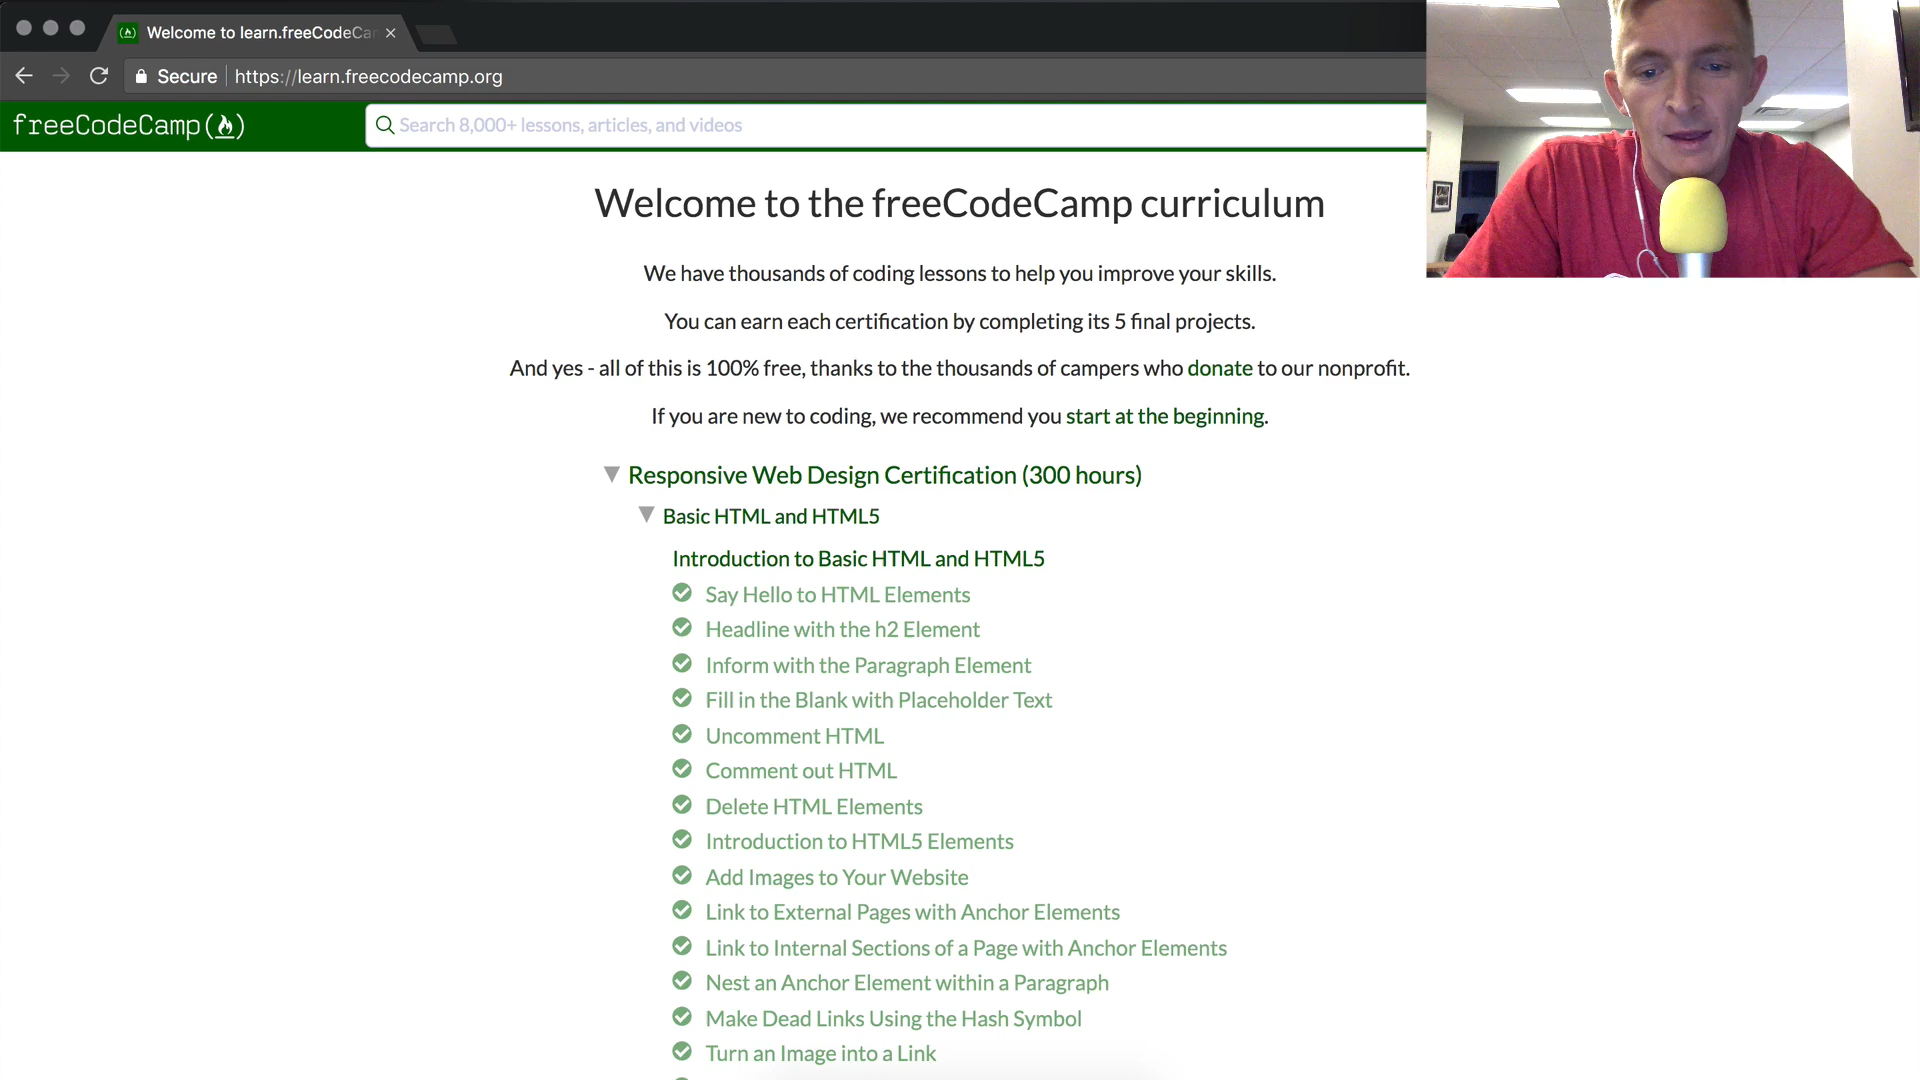 Welcome to learn.freeCodeCa
Secure
https://learn.freecodecamp.org
freeCodeCamp
Search 8,000+ lessons, articles, and videos
Welcome to the freeCodeCamp curriculum
We have thousands of coding lessons to help you improve your skills.
You can earn each certification by completing its 5 final projects.
And yes - all of this is 100% free, thanks to the thousands of campers who donate to our nonprofit.
If you are new to coding, we recommend you start at the beginning.
Responsive Web Design Certification (300 hours)
Basic HTML and HTML5
Introduction to Basic HTML and HTML5
Say Hello to HTML Elements
Headline with the h2 Element
Inform with the Paragraph Element
Fill in the Blank with Placeholder Text
Uncomment HTML
Comment out HTML
Delete HTML Elements
Introduction to HTML5 Elements
Add Images to Your Website
Link to External Pages with Anchor Elements
Link to Internal Sections of a Page with Anchor Elements
Nest an Anchor Element within a Paragraph
Make Dead Links Using the Hash Symbol
Turn an Image into a Link